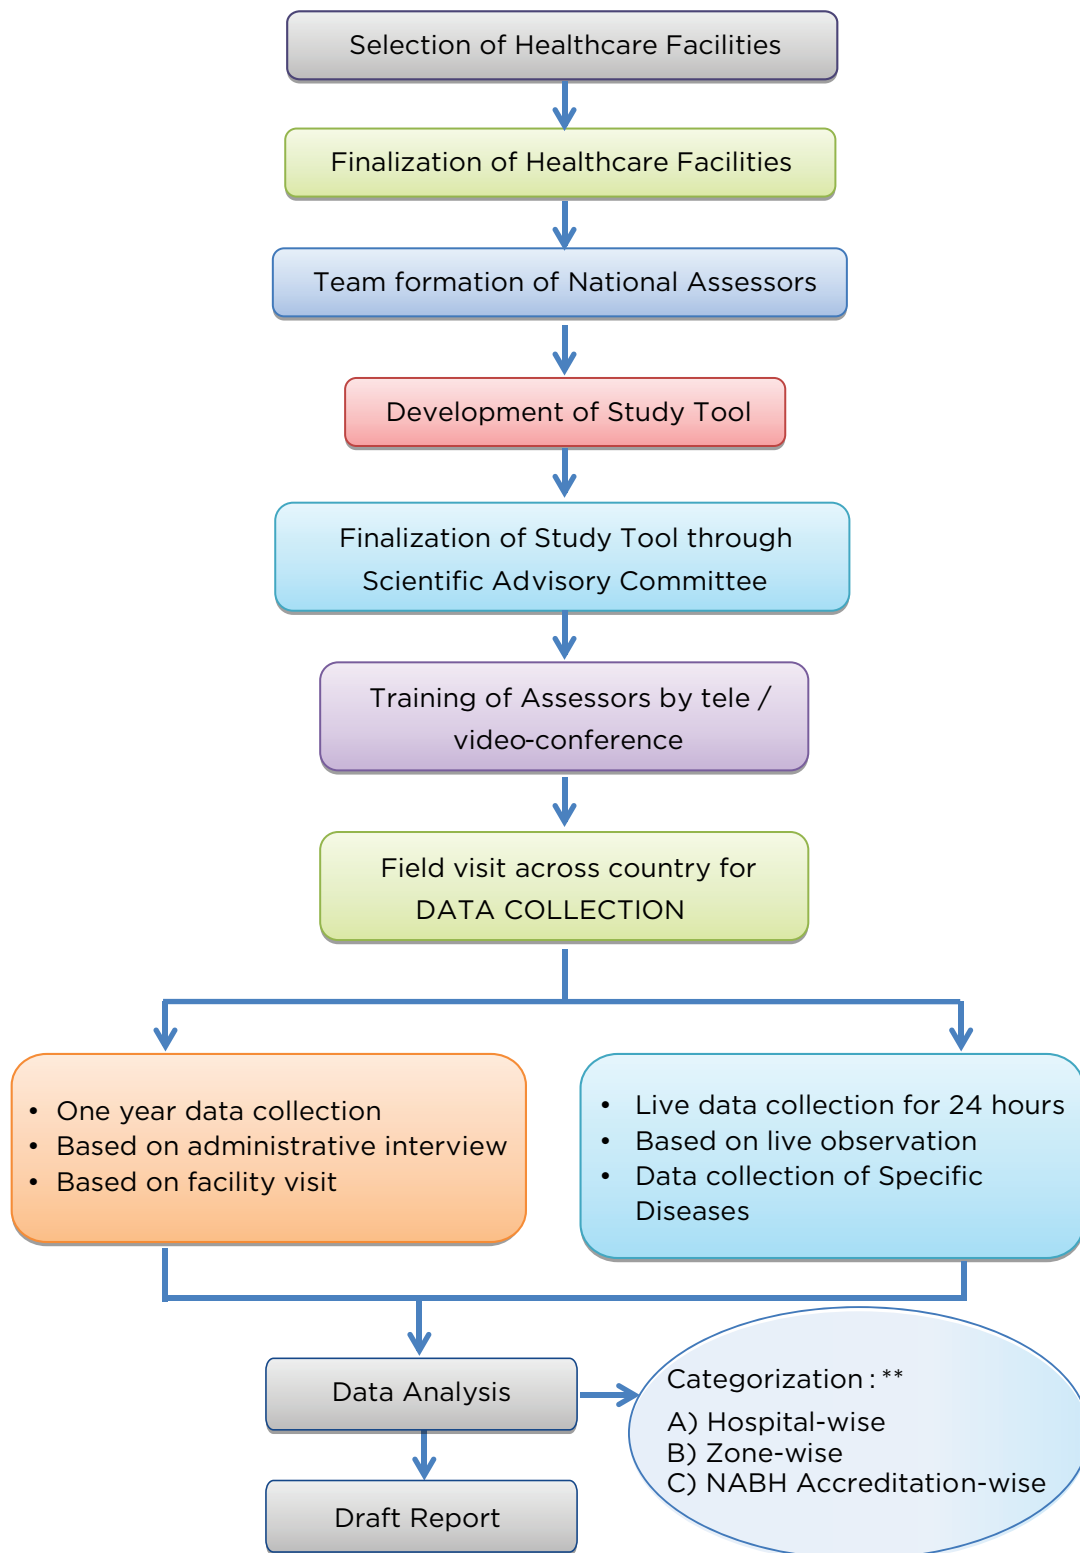 Selection of Healthcare Facilities
Finalization of Healthcare Facilities
Team formation of National Assessors
Development of Study Tool
Finalization of Study Tool through
Scientific Advisory Committee
Training of Assessors by tele /
video-conference
Field visit across country for
DATA COLLECTION
• One year data collection
• Based on administrative interview
• Based on facility visit
• Live data collection for 24 hours
• Based on live observation
• Data collection of Specific
Diseases
Data Analysis
Categorization : **
A) Hospital-wise
B) Zone-wise
C) NABH Accreditation-wise
Draft Report